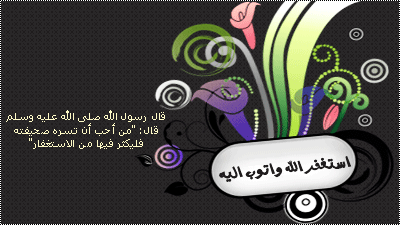 قال رسول الله صلى الله عليه وسلم
قال: "من أحب أن تسره صحيفته
فليكثر فيها من الاستغفار"
استغفر الله واتوب اليه